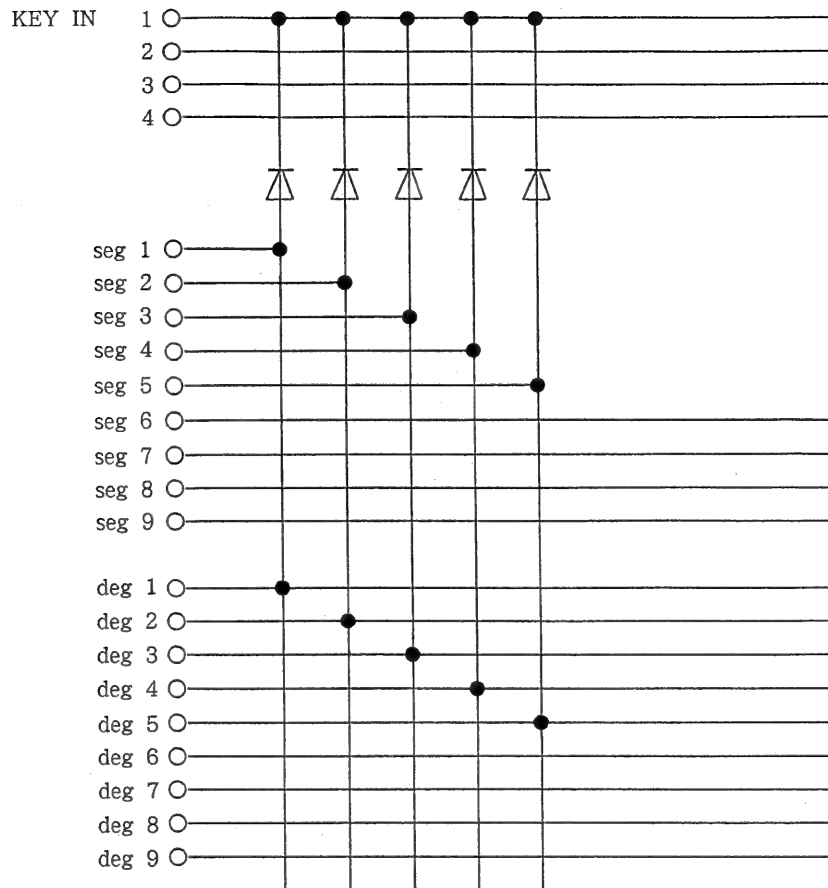 KEY IN 1
2
3
4
seg 1
seg 2
seg 3
seg 4
seg 5
seg 6
seg 7
seg 8
seg 9
deg 1
deg 2
deg 3
deg 4
deg 5
deg 6
deg 7
deg 8
deg 9